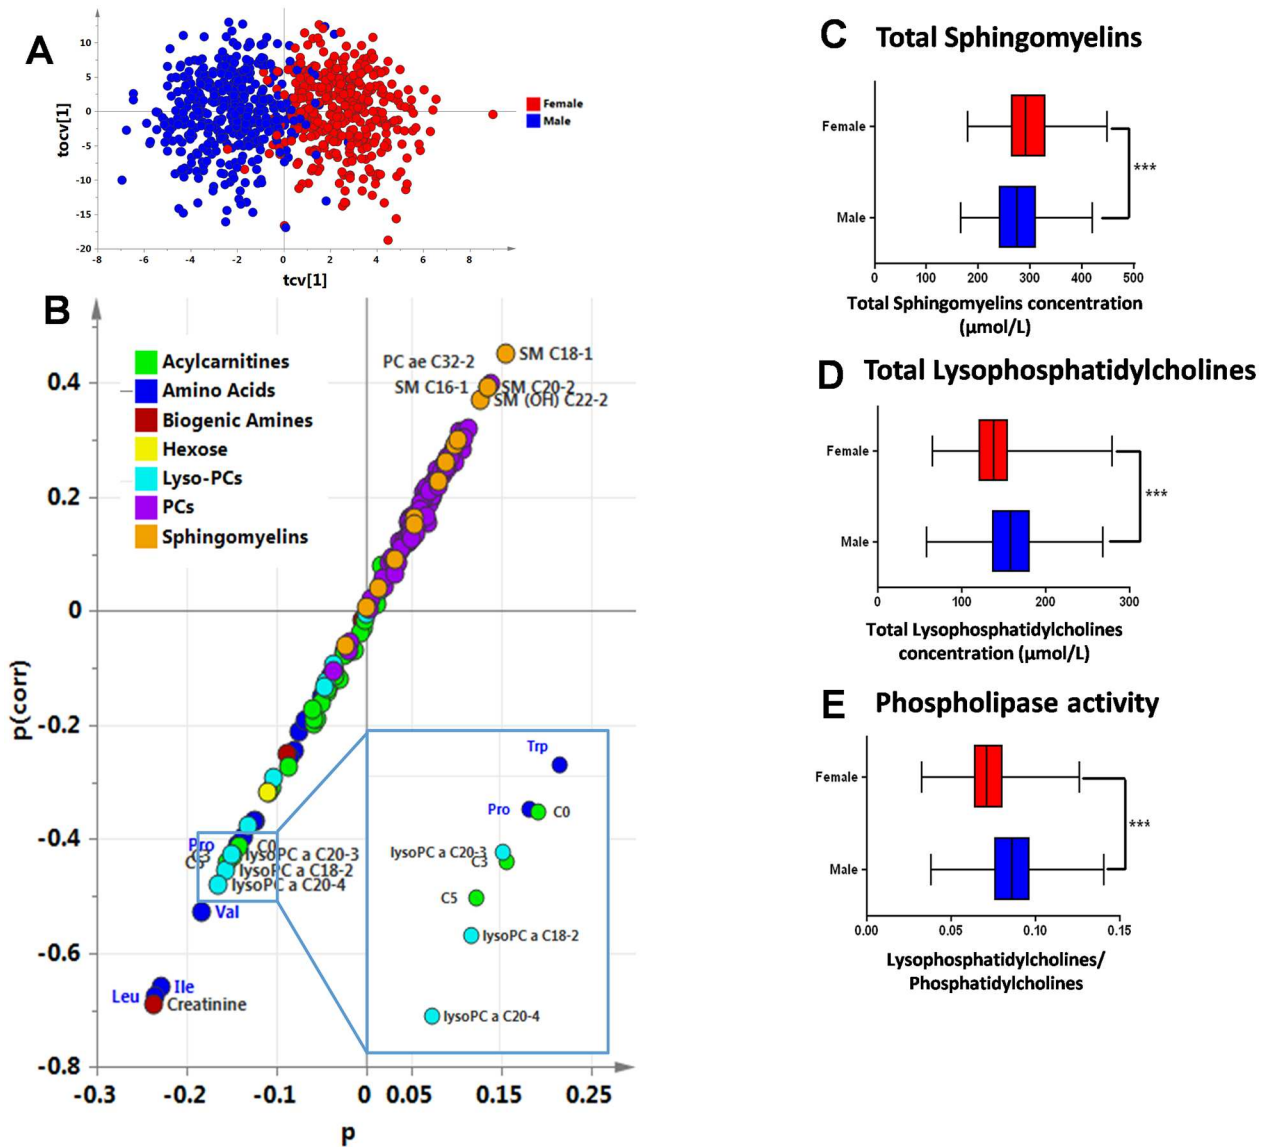 A
tocv[1]
10
5
0
-5
-10
-15
-20
-8 -6 -4 -2 0 2 4 6 8
tcv[1]
Female
Male
B
p(corr)
0.4
0.2
0
-0.2
-0.4
-0.6
-0.8
-0.3 -0.2 -0.1 0 0.05 0.15 0.25
p
Acylcarnitines
Amino Acids
Biogenic Amines
Hexose
Lyso-PCs
PCs
Sphingomyelins
SM C18-1
PC ae C32-2
SM C16-1
SM C20-2
SM (OH) C22-2
Pro
C0
C3
lysoPC a C20-3
lysoPC a C18-2
lysoPC a C20-4
Val
Ile
Leu
Creatinine
Trp
Pro
C0
lysoPC a C20-3
C3
C5
lysoPC a C18-2
lysoPC a C20-4
C
Total Sphingomyelins
Female
Male
***
0 100 200 300 400 500
Total Sphingomyelins concentration
(µmol/L)
D
Total Lysophosphatidylcholines
Female
Male
***
0 100 200 300
Total Lysophosphatidylcholines
concentration (µmol/L)
E
Phospholipase activity
Female
Male
***
0.00 0.05 0.10 0.15
Lysophosphatidylcholines/
Phosphatidylcholines